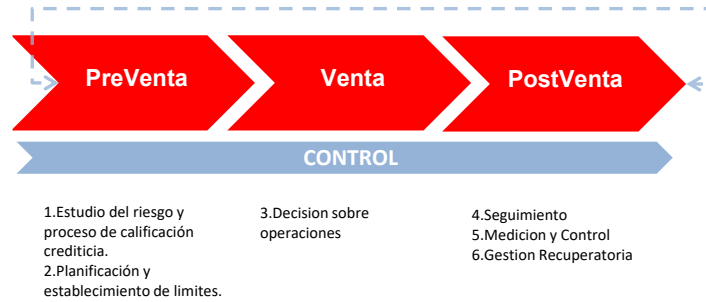 PreVenta
Venta
PostVenta
CONTROL
1.Estudio del riesgo y
proceso de calificación
crediticia.
2.Planificación y
establecimiento de limites.
3.Decision sobre
operaciones
4.Seguimiento
5.Medicion y Control
6.Gestion Recuperatoria